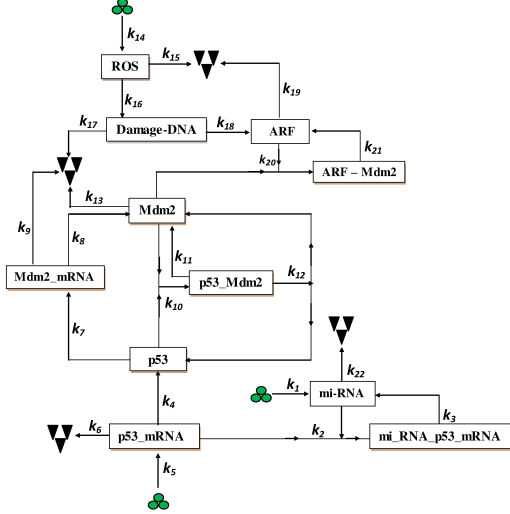 k14
k15
ROS
k16
k19
k17
Damage-DNA
k18
ARF
k20
k21
ARF – Mdm2
k13
Mdm2
k9
k8
k11
Mdm2_mRNA
p53_Mdm2
k12
k10
k7
p53
k22
k4
k1
mi-RNA
k6
p53_mRNA
k2
k3
mi_RNA_p53_mRNA
k5